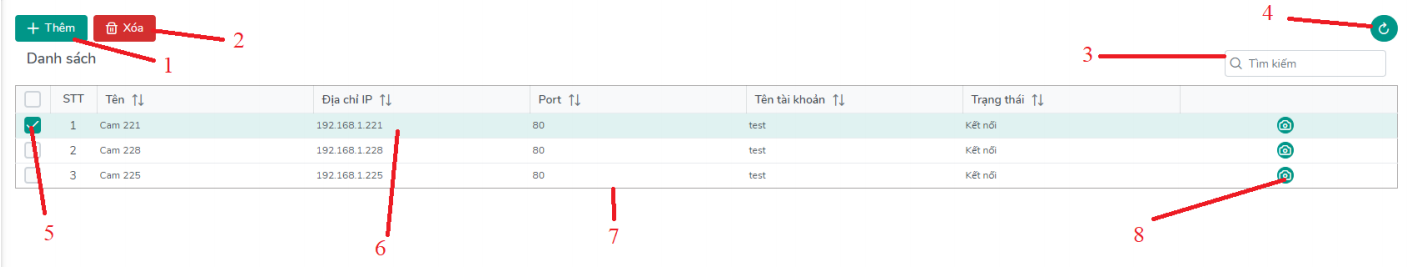 Thêm Xóa 4
2
Danh sách 1 3 Tìm kiếm
STT Tên Địa chỉ IP Port Tên tài khoản Trạng thái
1 Cam 221 192.168.1.221 80 test Kết nối
2 Cam 228 192.168.1.228 80 test Kết nối
3 Cam 225 192.168.1.225 80 test Kết nối
5 6 7 8